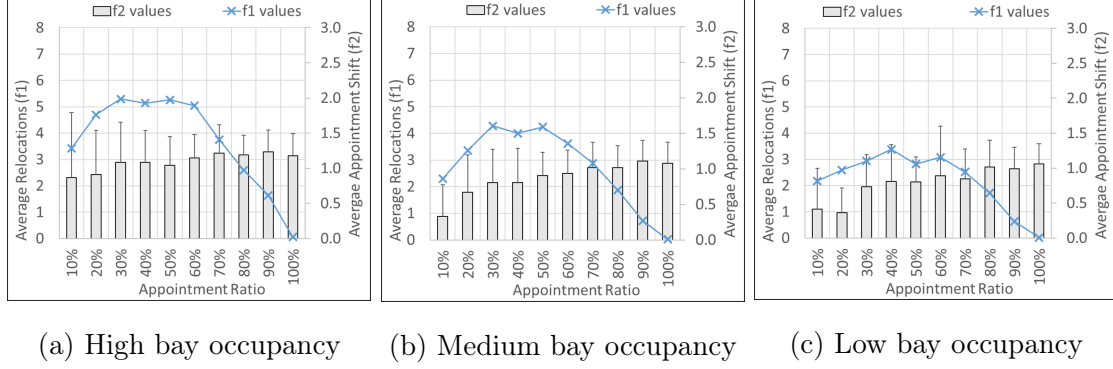 f2 values f1 values
Average Relocations (f1)
8
7
6
5
4
3
2
1
0
3.0
2.5
2.0
1.5
1.0
0.5
0.0
Avergae Appointment Shift (f2)
10% 20% 30% 40% 50% 60% 70% 80% 90% 100%
Appointment Ratio
(a) High bay occupancy
f2 values f1 values
Average Relocations (f1)
8
7
6
5
4
3
2
1
0
3.0
2.5
2.0
1.5
1.0
0.5
0.0
Avergae Appointment Shift (f2)
10% 20% 30% 40% 50% 60% 70% 80% 90% 100%
Appointment Ratio
(b) Medium bay occupancy
f2 values f1 values
Average Relocations (f1)
8
7
6
5
4
3
2
1
0
3.0
2.5
2.0
1.5
1.0
0.5
0.0
Avergae Appointment Shift (f2)
10% 20% 30% 40% 50% 60% 70% 80% 90% 100%
Appointment Ratio
(c) Low bay occupancy